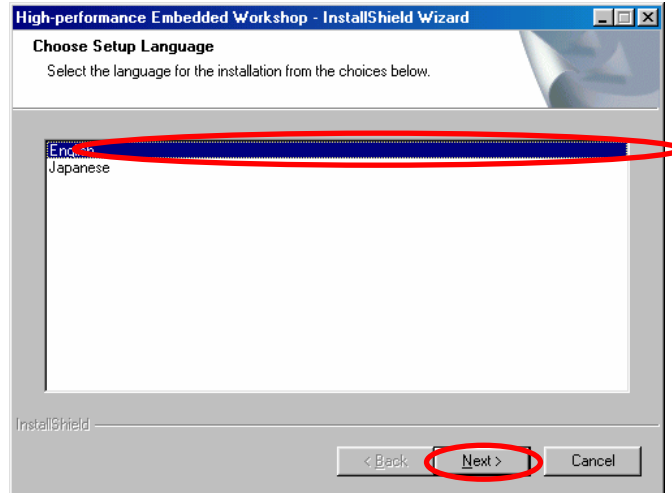 High-performance Embedded Workshop - InstallShield Wizard
Choose Setup Language
Select the language for the installation from the choices below.
English
Japanese
InstallShield
< Back
Next >
Cancel